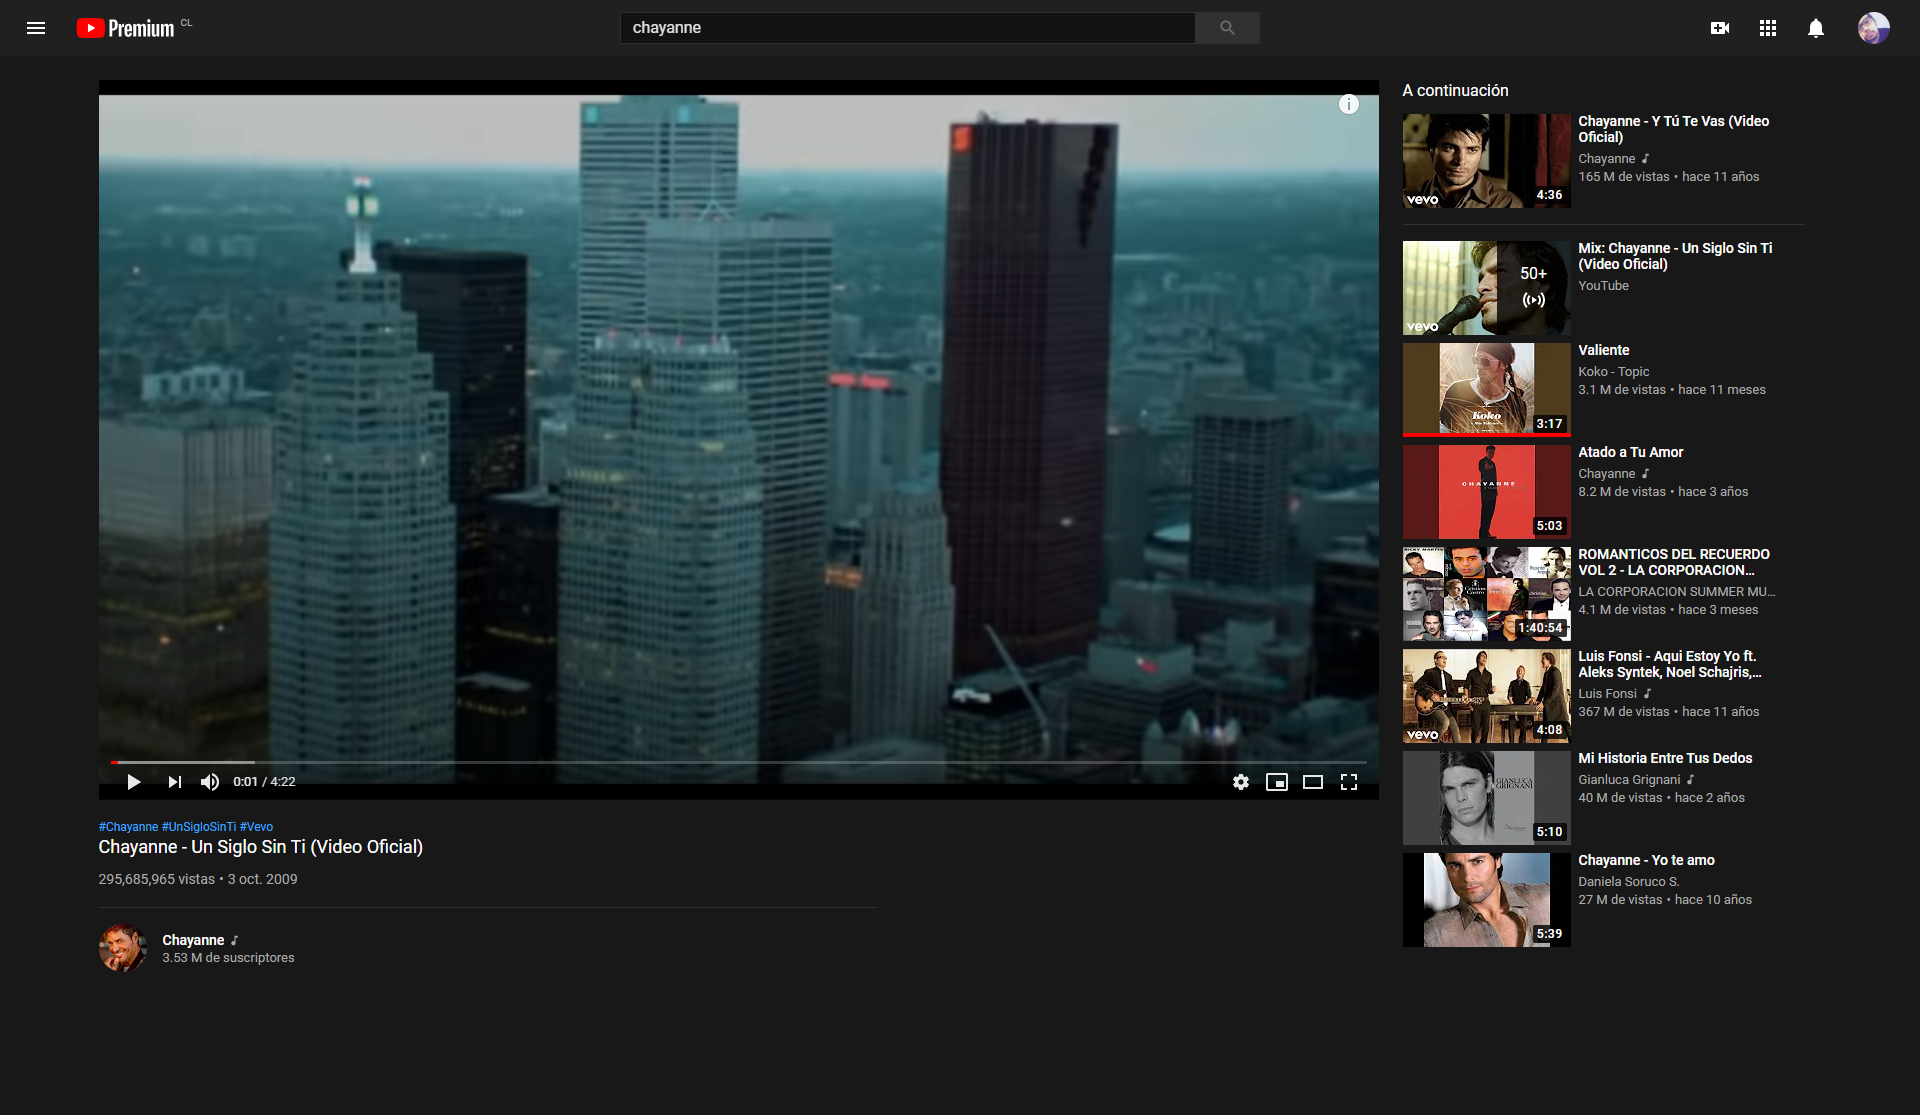 Premium CL
chayanne
0:01 / 4:22
#Chayanne #UnSigloSinTi #Vevo
Chayanne - Un Siglo Sin Ti (Video Oficial)
295,685,965 vistas • 3 oct. 2009
Chayanne
3.53 M de suscriptores
A continuación
vevo
4:36
Chayanne - Y Tú Te Vas (Video
Oficial)
Chayanne
165 M de vistas • hace 11 años
50+
vevo
Mix: Chayanne - Un Siglo Sin Ti
(Video Oficial)
YouTube
Koko
3:17
Valiente
Koko - Topic
3.1 M de vistas • hace 11 meses
CHAYANNE
5:03
Atado a Tu Amor
Chayanne
8.2 M de vistas • hace 3 años
1:40:54
ROMANTICOS DEL RECUERDO
VOL 2 - LA CORPORACION...
LA CORPORACION SUMMER MU...
4.1 M de vistas • hace 3 meses
vevo
4:08
Luis Fonsi - Aqui Estoy Yo ft.
Aleks Syntek, Noel Schajris,...
Luis Fonsi
367 M de vistas • hace 11 años
GIANLUCA
GRIGNANI
5:10
Mi Historia Entre Tus Dedos
Gianluca Grignani
40 M de vistas • hace 2 años
5:39
Chayanne - Yo te amo
Daniela Soruco S.
27 M de vistas • hace 10 años